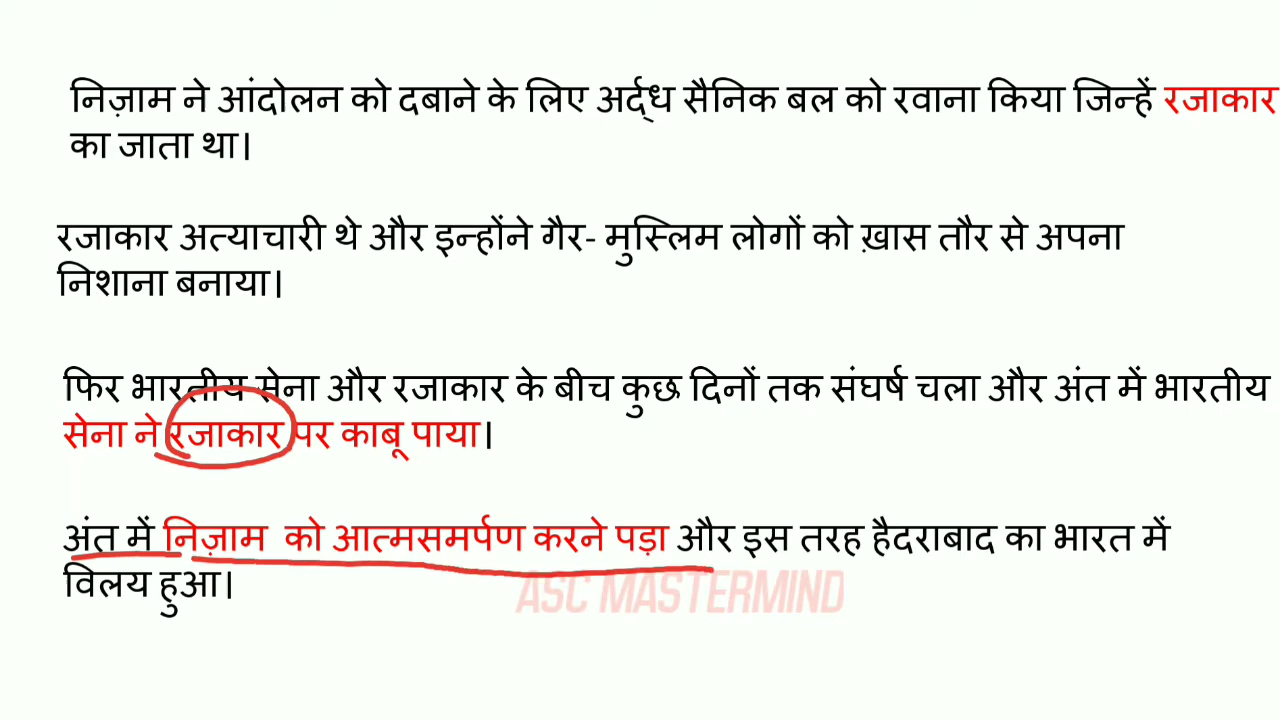 निज़ाम ने आंदोलन को दबाने के लिए अर्द्ध सैनिक बल को रवाना किया जिन्हें रजाकार
का जाता था।
रजाकार अत्याचारी थे और इन्होंने गैर- मुस्लिम लोगों को ख़ास तौर से अपना
निशाना बनाया।
फिर भारतीय सेना और रजाकार के बीच कुछ दिनों तक संघर्ष चला और अंत में भारतीय
सेना ने रजाकार पर काबू पाया।
अंत में निज़ाम को आत्मसमर्पण करने पड़ा और इस तरह हैदराबाद का भारत में
विलय हुआ।
ASC MASTERMIND